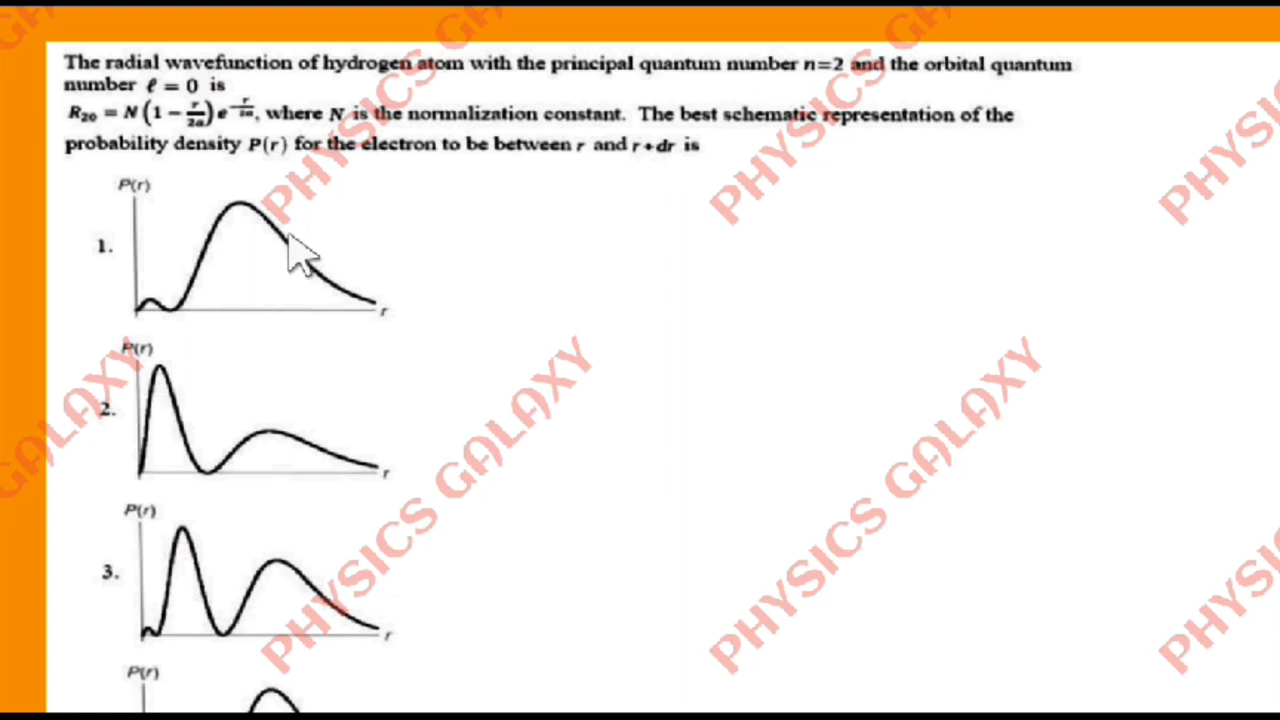 The radial wavefunction of hydrogen atom with the principal quantum number n=2 and the orbital quantum
number ℓ = 0 is
R₂₀ = N(1 − r/2a)e^−r/2a, where N is the normalization constant. The best schematic representation of the
probability density P(r) for the electron to be between r and r+dr is
P(r)
1.
r
P(r)
2.
r
P(r)
3.
r
P(r)
PHYSICS GALAXY
PHYSICS GALAXY
PHYSICS
GALAXY
PHYSICS GALAXY
PHYSICS GALAXY
PHYSICS